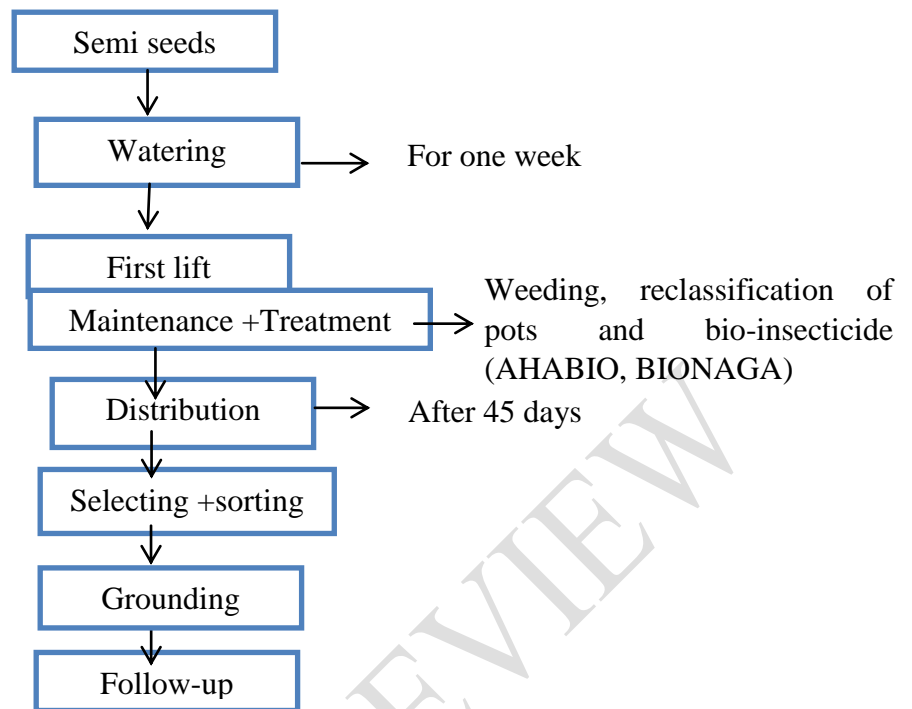 Semi seeds
Watering
For one week
First lift
Maintenance +Treatment
Weeding, reclassification of
pots and bio-insecticide
(AHABIO, BIONAGA)
Distribution
After 45 days
Selecting +sorting
Grounding
Follow-up
EVIEW